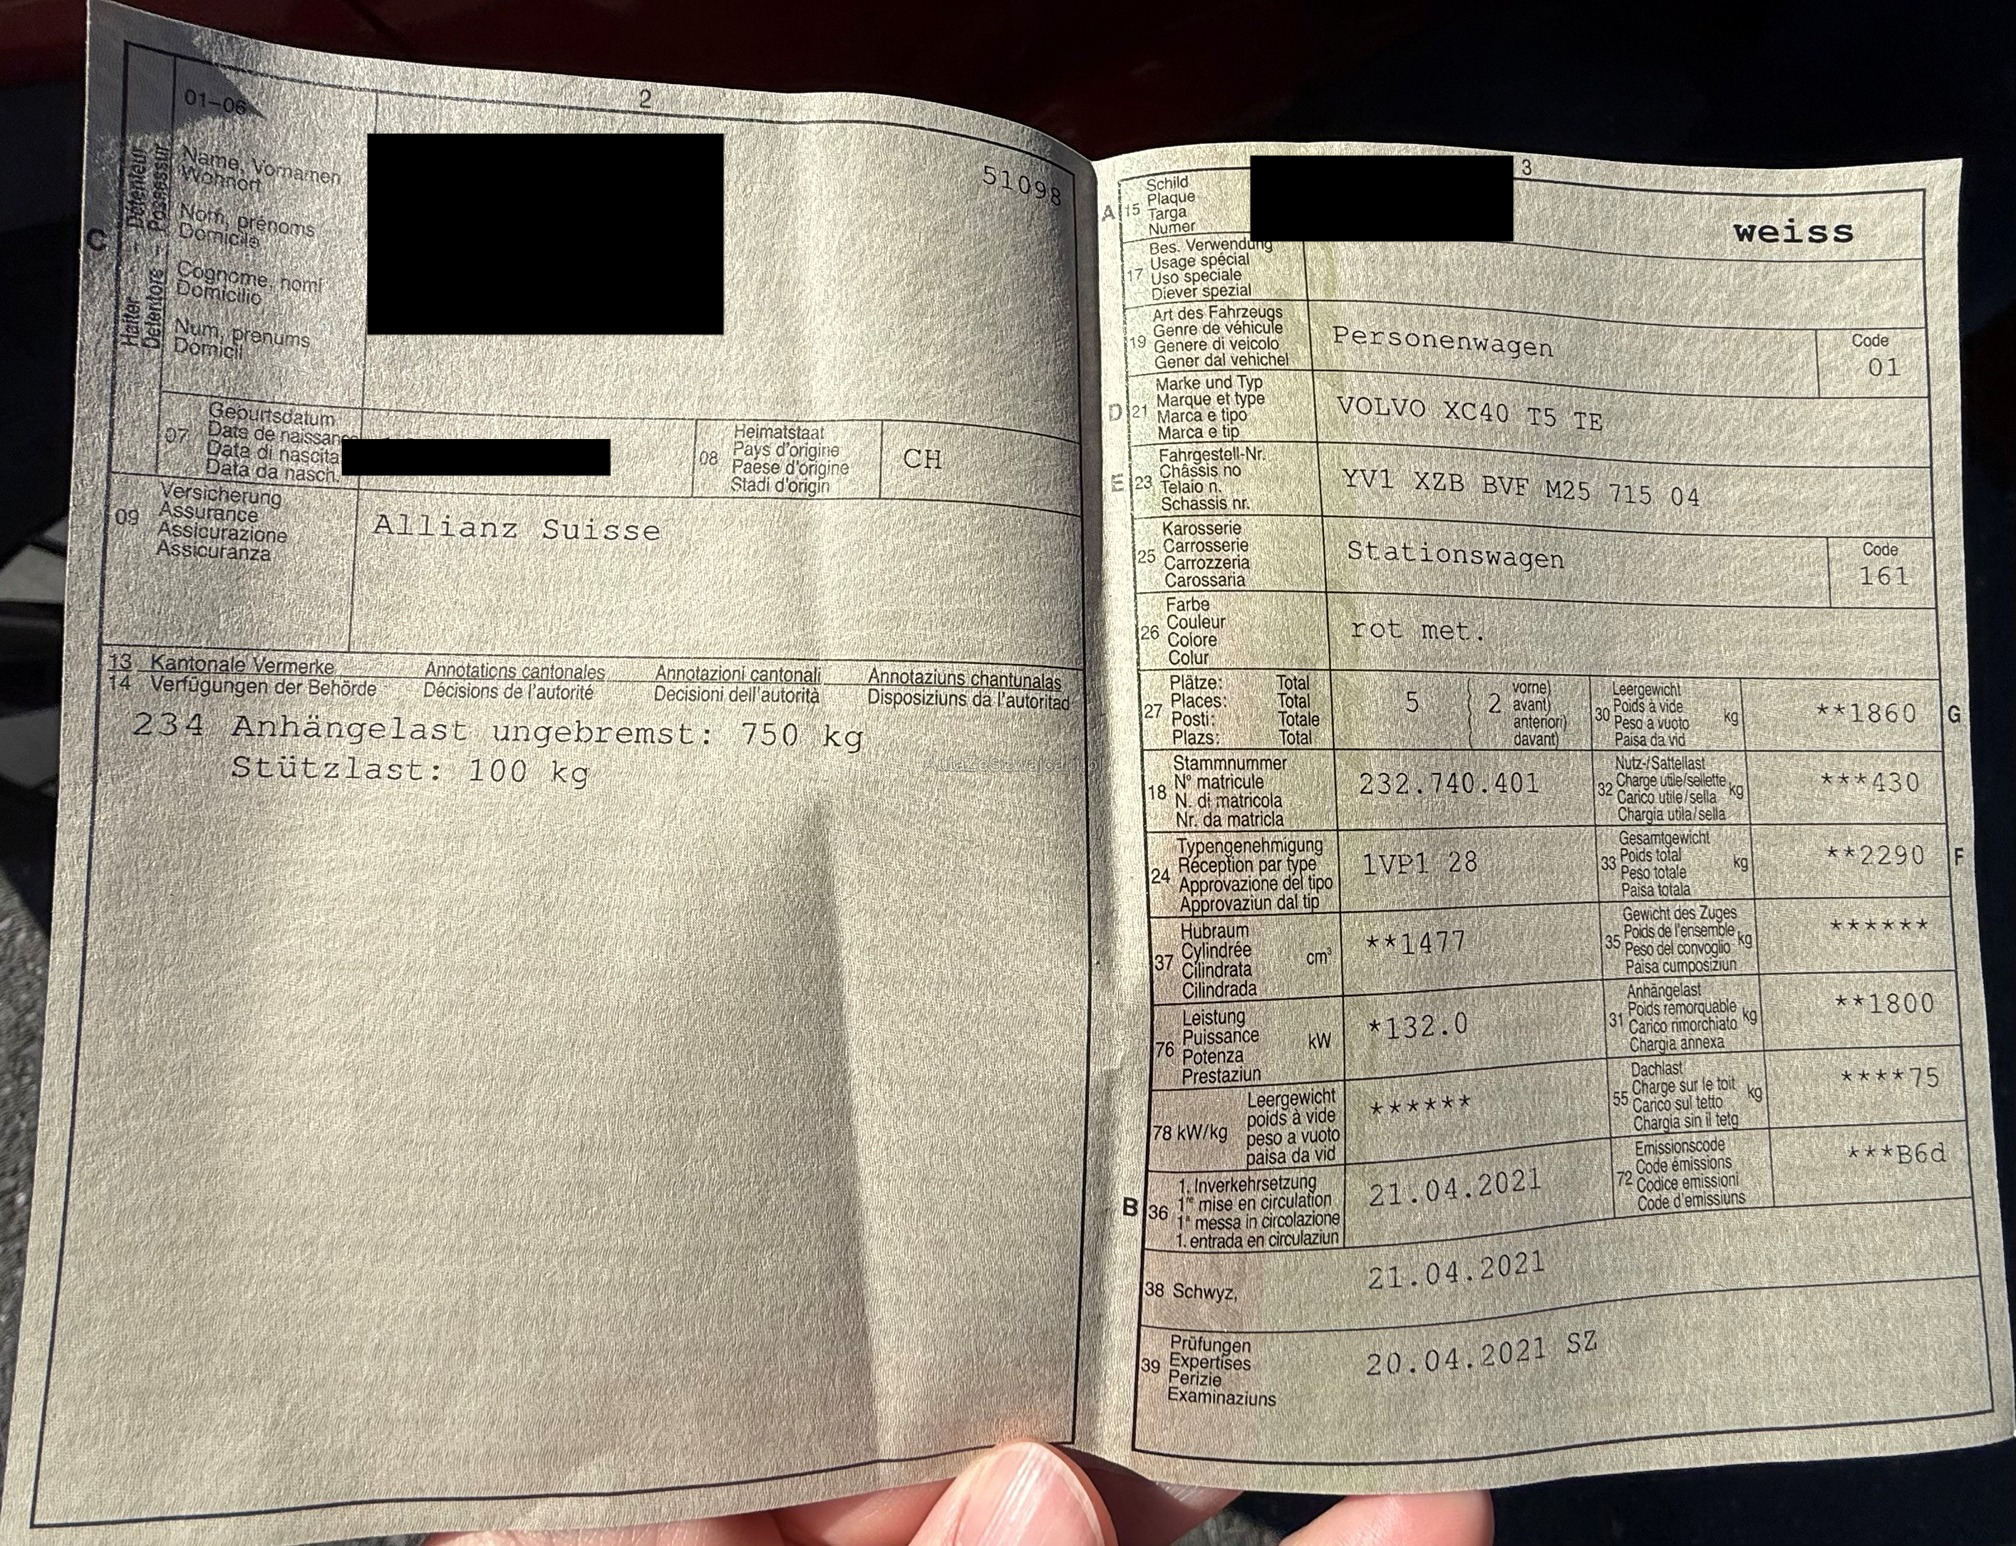 2
01-06
51098
C
Halter - Détenteur
Detentore - Possessur
Name, Vornamen
Wohnort
Nom, prénoms
Domicile
Cognome, nomi
Domicilio
Num, prenums
Domicil
07
Geburtsdatum
Date de naissance
Data di nascita
Data da nasch.
08
Heimatstaat
Pays d'origine
Paese d'origine
Stadi d'origin
CH
09
Versicherung
Assurance
Assicurazione
Assicuranza
Allianz Suisse
13 Kantonale Vermerke Annotations cantonales Annotazioni cantonali Annotaziuns chantunalas
14 Verfügungen der Behörde Décisions de l'autorité Decisioni dell'autorità Disposiziuns da l'autoritad
234 Anhängelast ungebremst: 750 kg
Stützlast: 100 kg
3
A 15
Schild
Plaque
Targa
Numer
weiss
17
Bes. Verwendung
Usage spécial
Uso speciale
Diever spezial
19
Art des Fahrzeugs
Genre de véhicule
Genere di veicolo
Gener dal vehichel
Personenwagen
Code
01
D 21
Marke und Typ
Marque et type
Marca e tipo
Marca e tip
VOLVO XC40 T5 TE
E 23
Fahrgestell-Nr.
Châssis no
Telaio n.
Schassis nr.
YV1 XZB BVF M25 715 04
25
Karosserie
Carrosserie
Carrozzeria
Carossaria
Stationswagen
Code
161
26
Farbe
Couleur
Colore
Colur
rot met.
27
Plätze: Total
Places: Total
Posti: Totale
Plazs: Total
5
2
vorne)
avant)
anteriori)
davant)
30
Leergewicht
Poids à vide
Peso a vuoto
Paisa da vid
kg
**1860
G
18
Stammnummer
N° matricule
N. di matricola
Nr. da matricla
232.740.401
32
Nutz-/Sattellast
Charge utile/sellette
Carico utile/sella
Chargia utila/sella
kg
***430
24
Typengenehmigung
Réception par type
Approvazione del tipo
Approvaziun dal tip
1VP1 28
33
Gesamtgewicht
Poids total
Peso totale
Paisa totala
kg
**2290
F
37
Hubraum
Cylindrée
Cilindrata
Cilindrada
cm³
**1477
35
Gewicht des Zuges
Poids de l'ensemble
Peso del convoglio
Paisa cumposiziun
kg
******
76
Leistung
Puissance
Potenza
Prestaziun
kW
*132.0
31
Anhängelast
Poids remorquable
Carico rimorchiato
Chargia annexa
kg
**1800
78 kW/kg
Leergewicht
poids à vide
peso a vuoto
paisa da vid
******
55
Dachlast
Charge sur le toit
Carico sul tetto
Chargia sin il tetg
kg
****75
B 36
1. Inverkehrsetzung
1re mise en circulation
1a messa in circolazione
1. entrada en circulaziun
21.04.2021
72
Emissionscode
Code émissions
Codice emissioni
Code d'emissiuns
***B6d
38 Schwyz,
21.04.2021
39
Prüfungen
Expertises
Perizie
Examinaziuns
20.04.2021 SZ